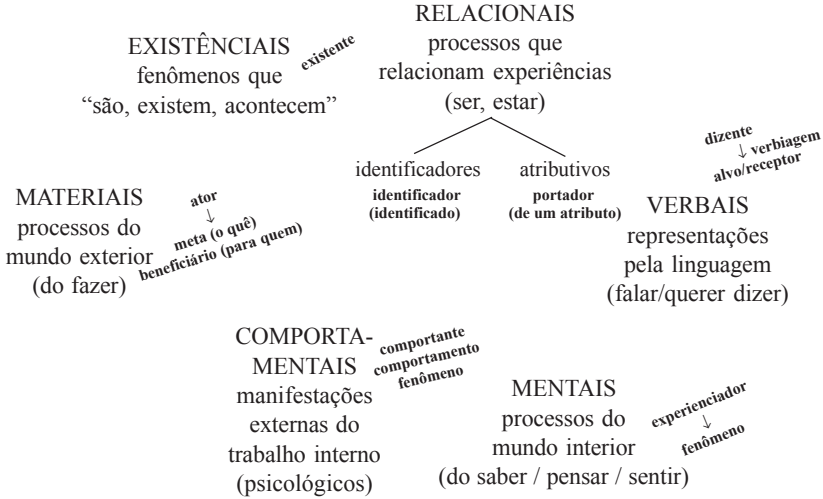 RELACIONAIS
processos que
relacionam experiências
(ser, estar)
EXISTÊNCIAIS
fenômenos que
“são, existem, acontecem”
existente
identificadores
identificador
(identificado)
atributivos
portador
(de um atributo)
dizente
↓ verbiagem
alvo/receptor
VERBAIS
representações
pela linguagem
(falar/querer dizer)
MATERIAIS
processos do
mundo exterior
(do fazer)
ator
↓
meta (o quê)
beneficiário (para quem)
COMPORTA-
MENTAIS
manifestações
externas do
trabalho interno
(psicológicos)
comportante
comportamento
fenômeno
MENTAIS
processos do
mundo interior
(do saber / pensar / sentir)
experienciador
↓
fenômeno